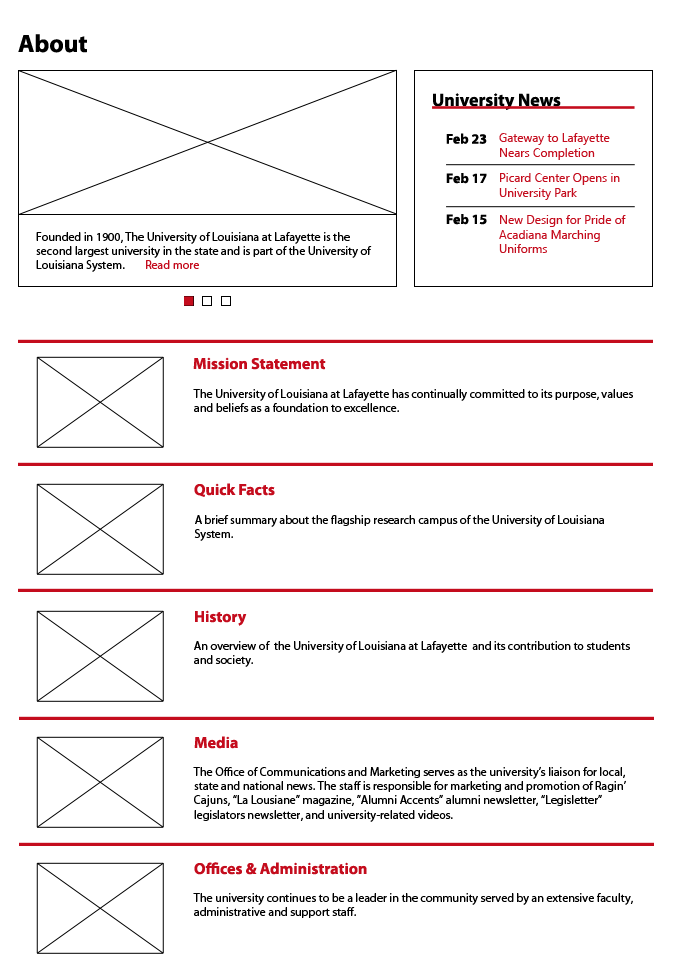 About
Founded in 1900, The University of Louisiana at Lafayette is the
second largest university in the state and is part of the University of
Louisiana System. Read more
University News
Feb 23 Gateway to Lafayette
Nears Completion
Feb 17 Picard Center Opens in
University Park
Feb 15 New Design for Pride of
Acadiana Marching
Uniforms
Mission Statement
The University of Louisiana at Lafayette has continually committed to its purpose, values
and beliefs as a foundation to excellence.
Quick Facts
A brief summary about the flagship research campus of the University of Louisiana
System.
History
An overview of the University of Louisiana at Lafayette and its contribution to students
and society.
Media
The Office of Communications and Marketing serves as the university's liaison for local,
state and national news. The staff is responsible for marketing and promotion of Ragin'
Cajuns, "La Lousiane" magazine, "Alumni Accents" alumni newsletter, "Legisletter"
legislators newsletter, and university-related videos.
Offices & Administration
The university continues to be a leader in the community served by an extensive faculty,
administrative and support staff.